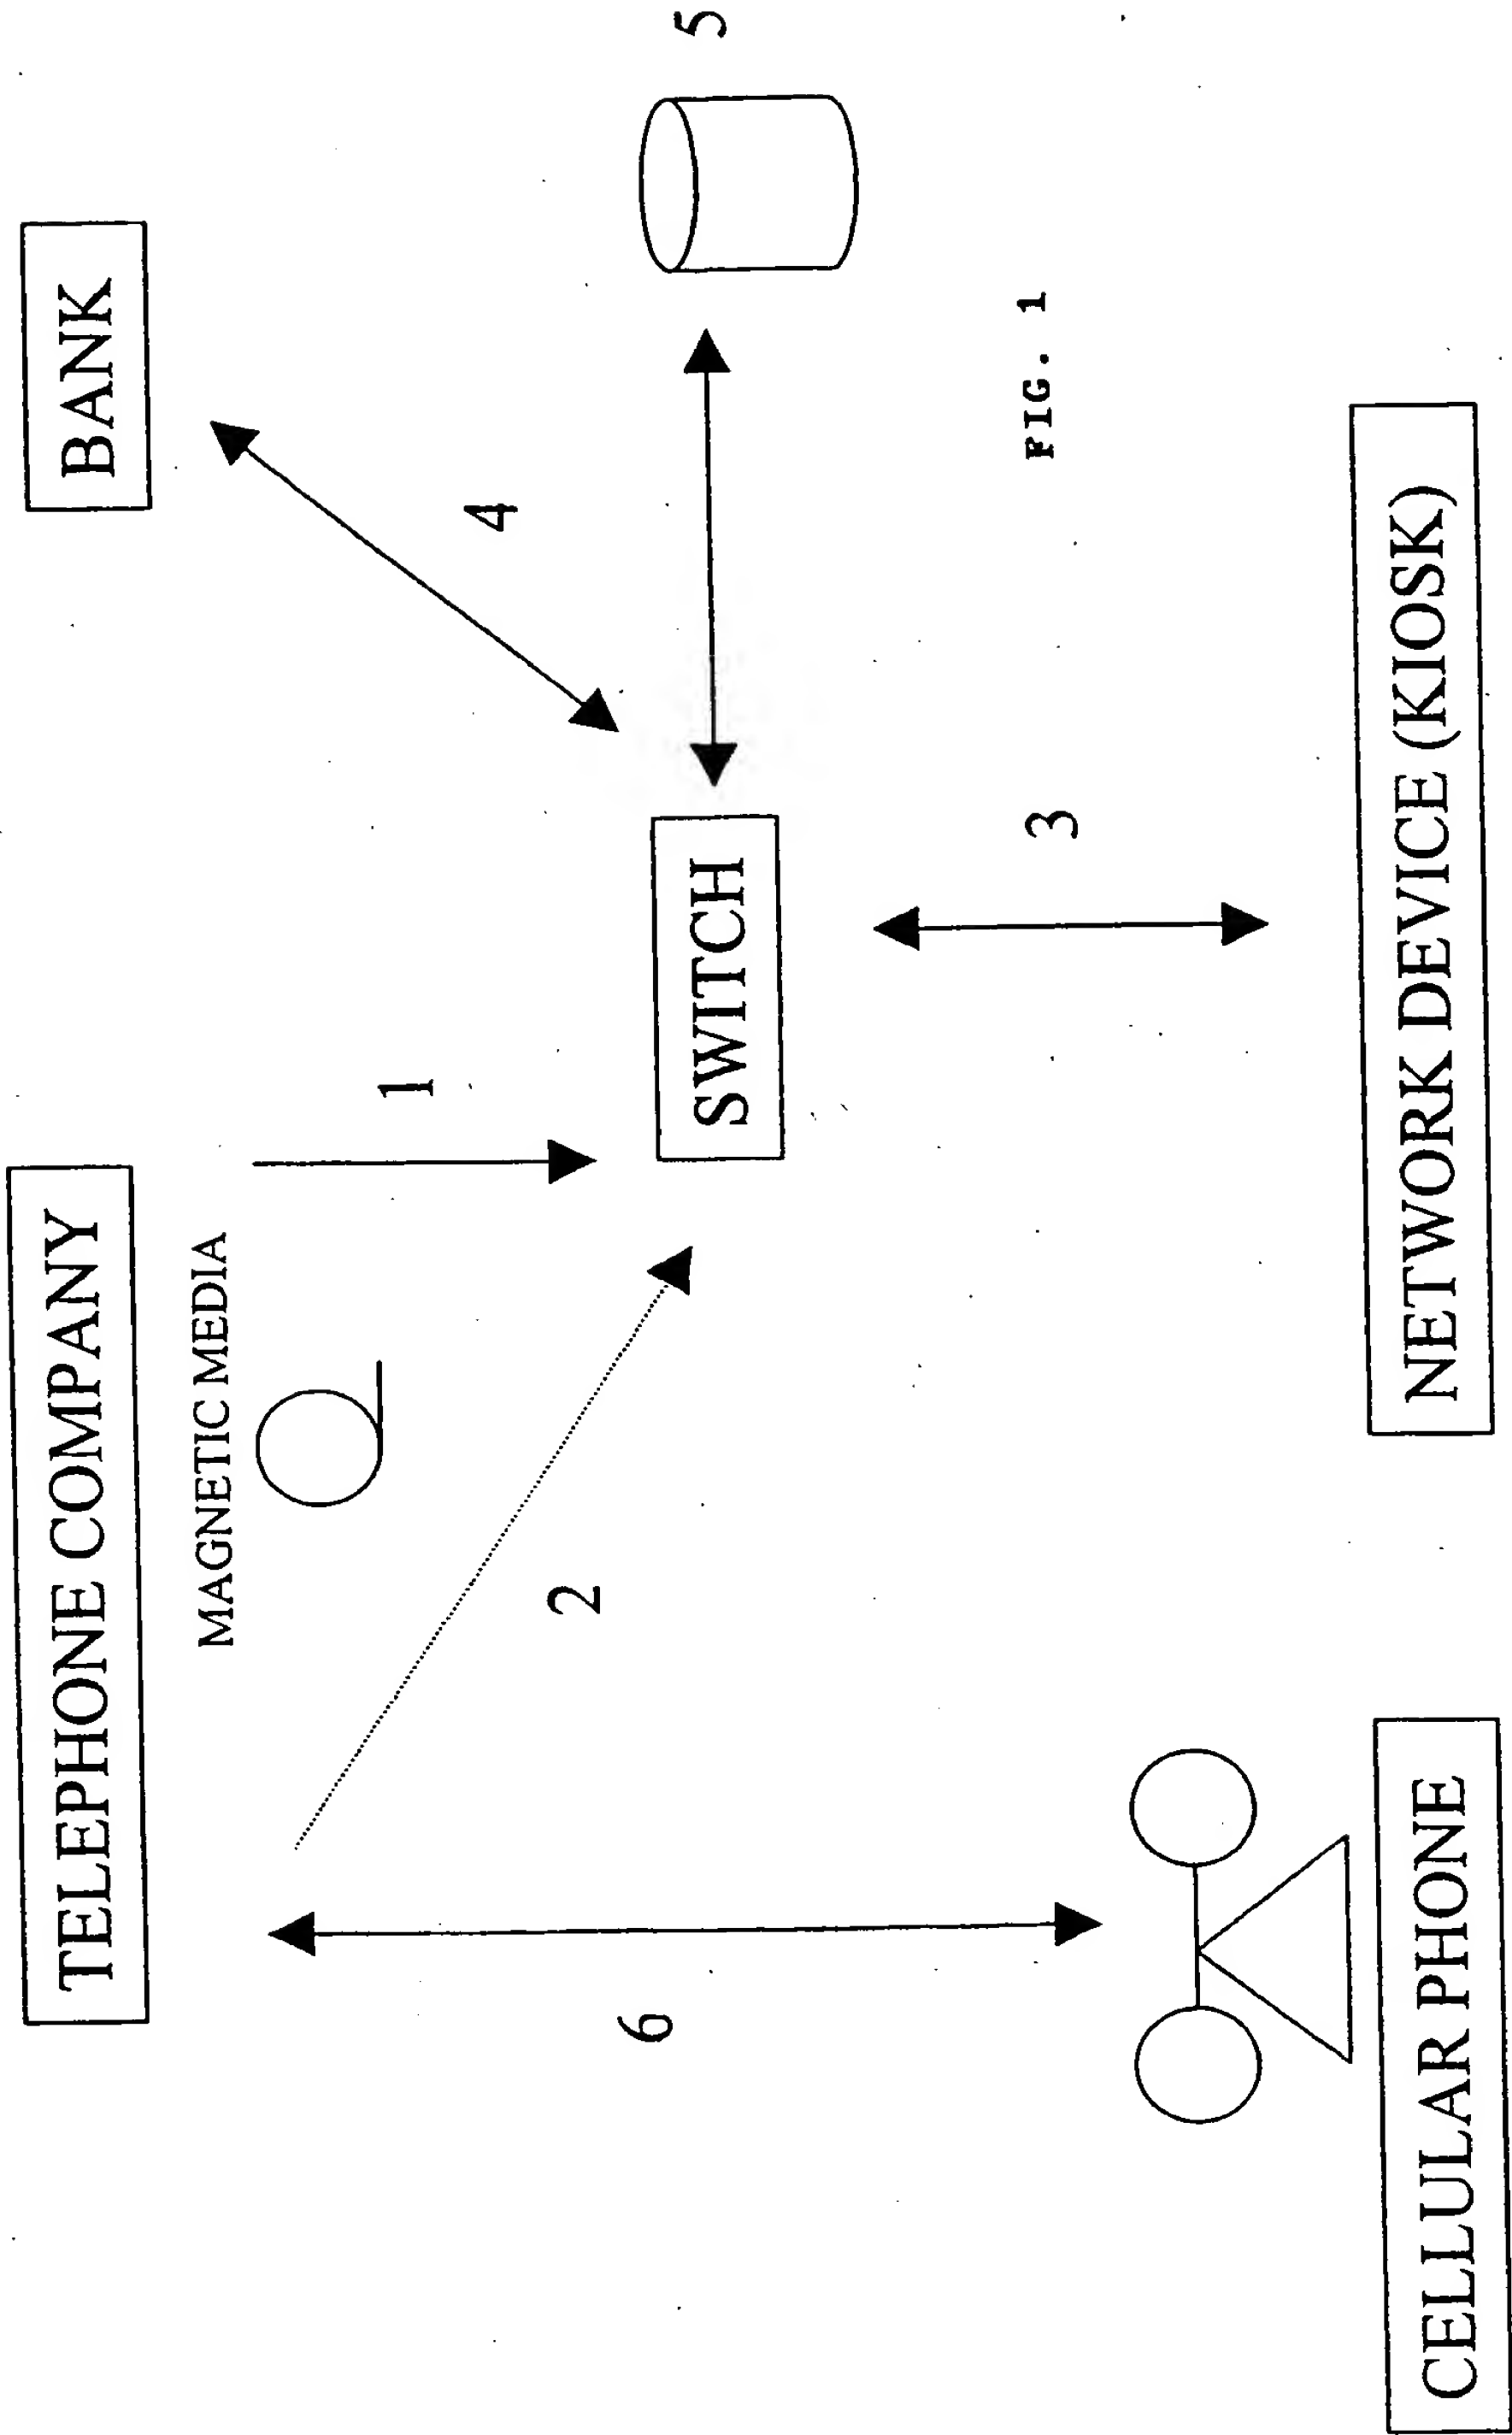 TELEPHONE COMPANY
BANK
MAGNETIC MEDIA
1
4
2
6
SWITCH
5
3
FIG. 1
CELLULAR PHONE
NETWORK DEVICE (KIOSK)